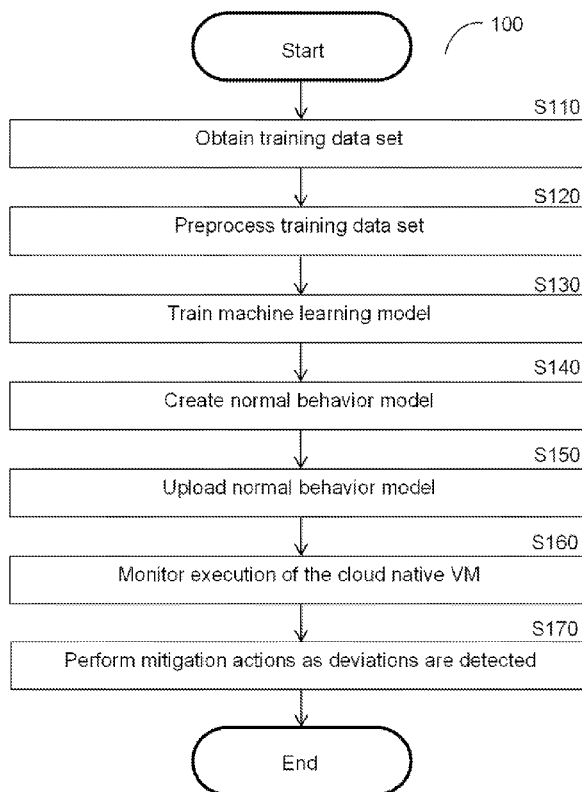 Start
100
S110
Obtain training data set
S120
Preprocess training data set
S130
Train machine learning model
S140
Create normal behavior model
S150
Upload normal behavior model
S160
Monitor execution of the cloud native VM
S170
Perform mitigation actions as deviations are detected
End